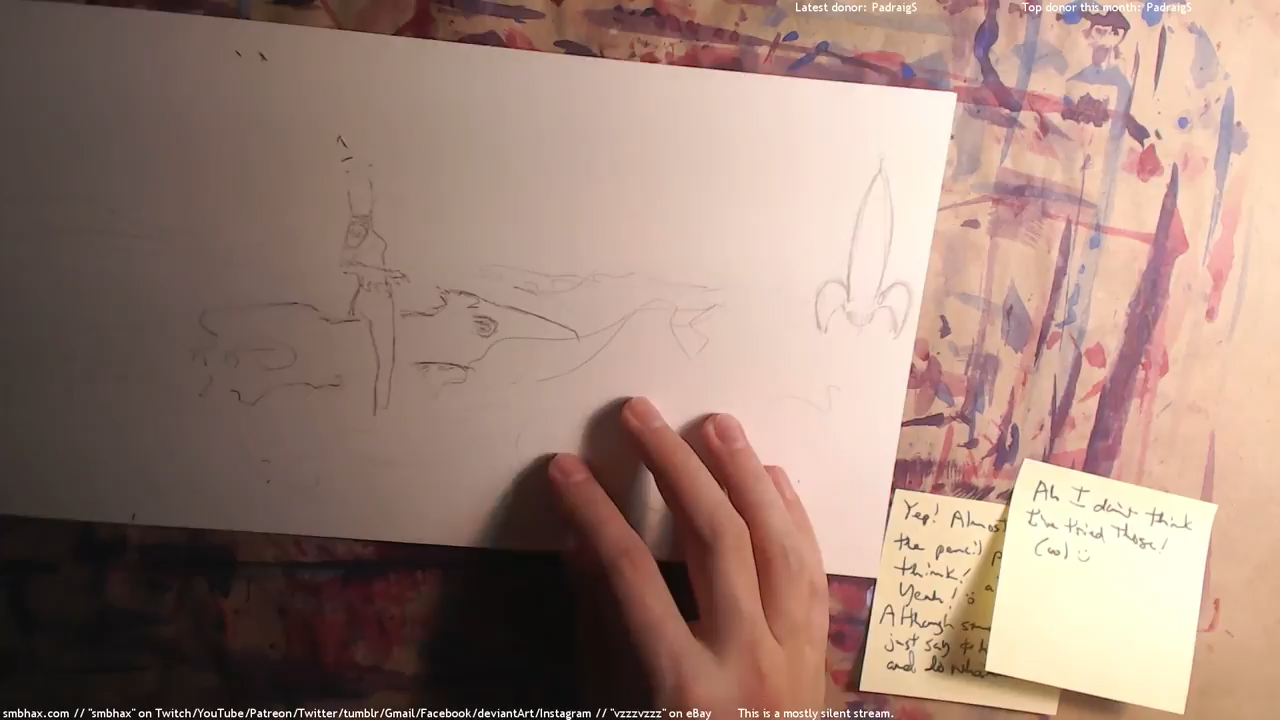 Latest donor: PadraigS
Top donor this month: PadraigS
Yep! Almost
the pencil
think!
Yeah! :)
Although
just say
and do
Ah I don't think
I've tried those!
(oo) :)
smbhax.com // "smbhax" on Twitch/YouTube/Patreon/Twitter/tumblr/Gmail/Facebook/deviantArt/Instagram // "vzzzvzzz" on eBay
This is a mostly silent stream.